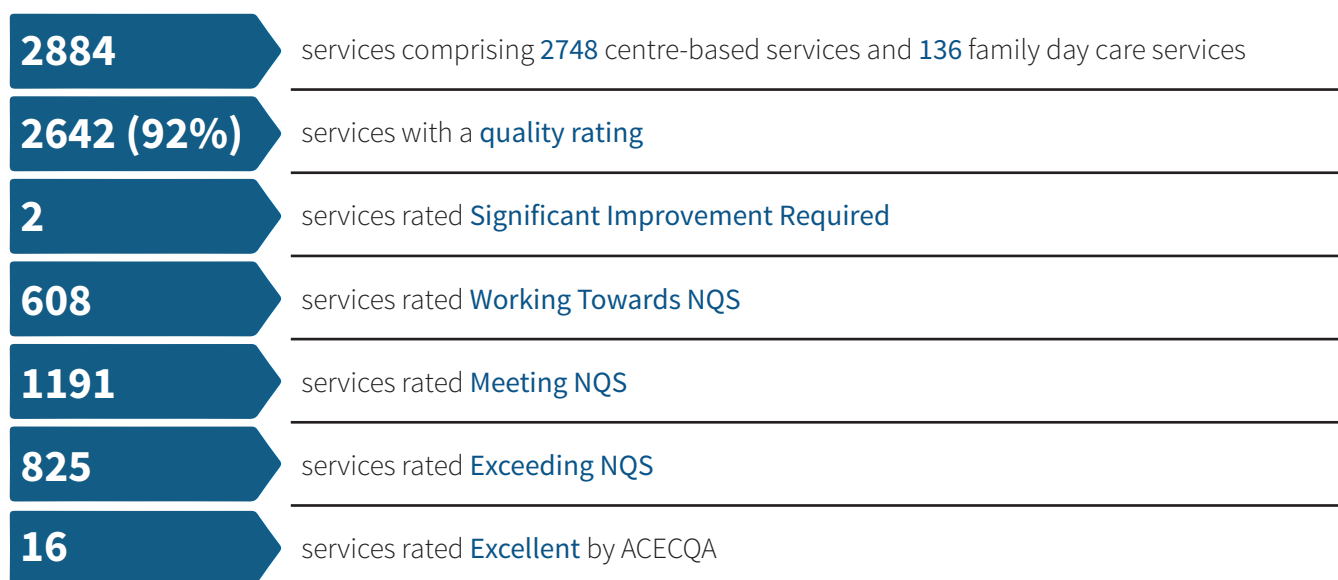 2884 services comprising 2748 centre-based services and 136 family day care services
2642 (92%) services with a quality rating
2 services rated Significant Improvement Required
608 services rated Working Towards NQS
1191 services rated Meeting NQS
825 services rated Exceeding NQS
16 services rated Excellent by ACECQA